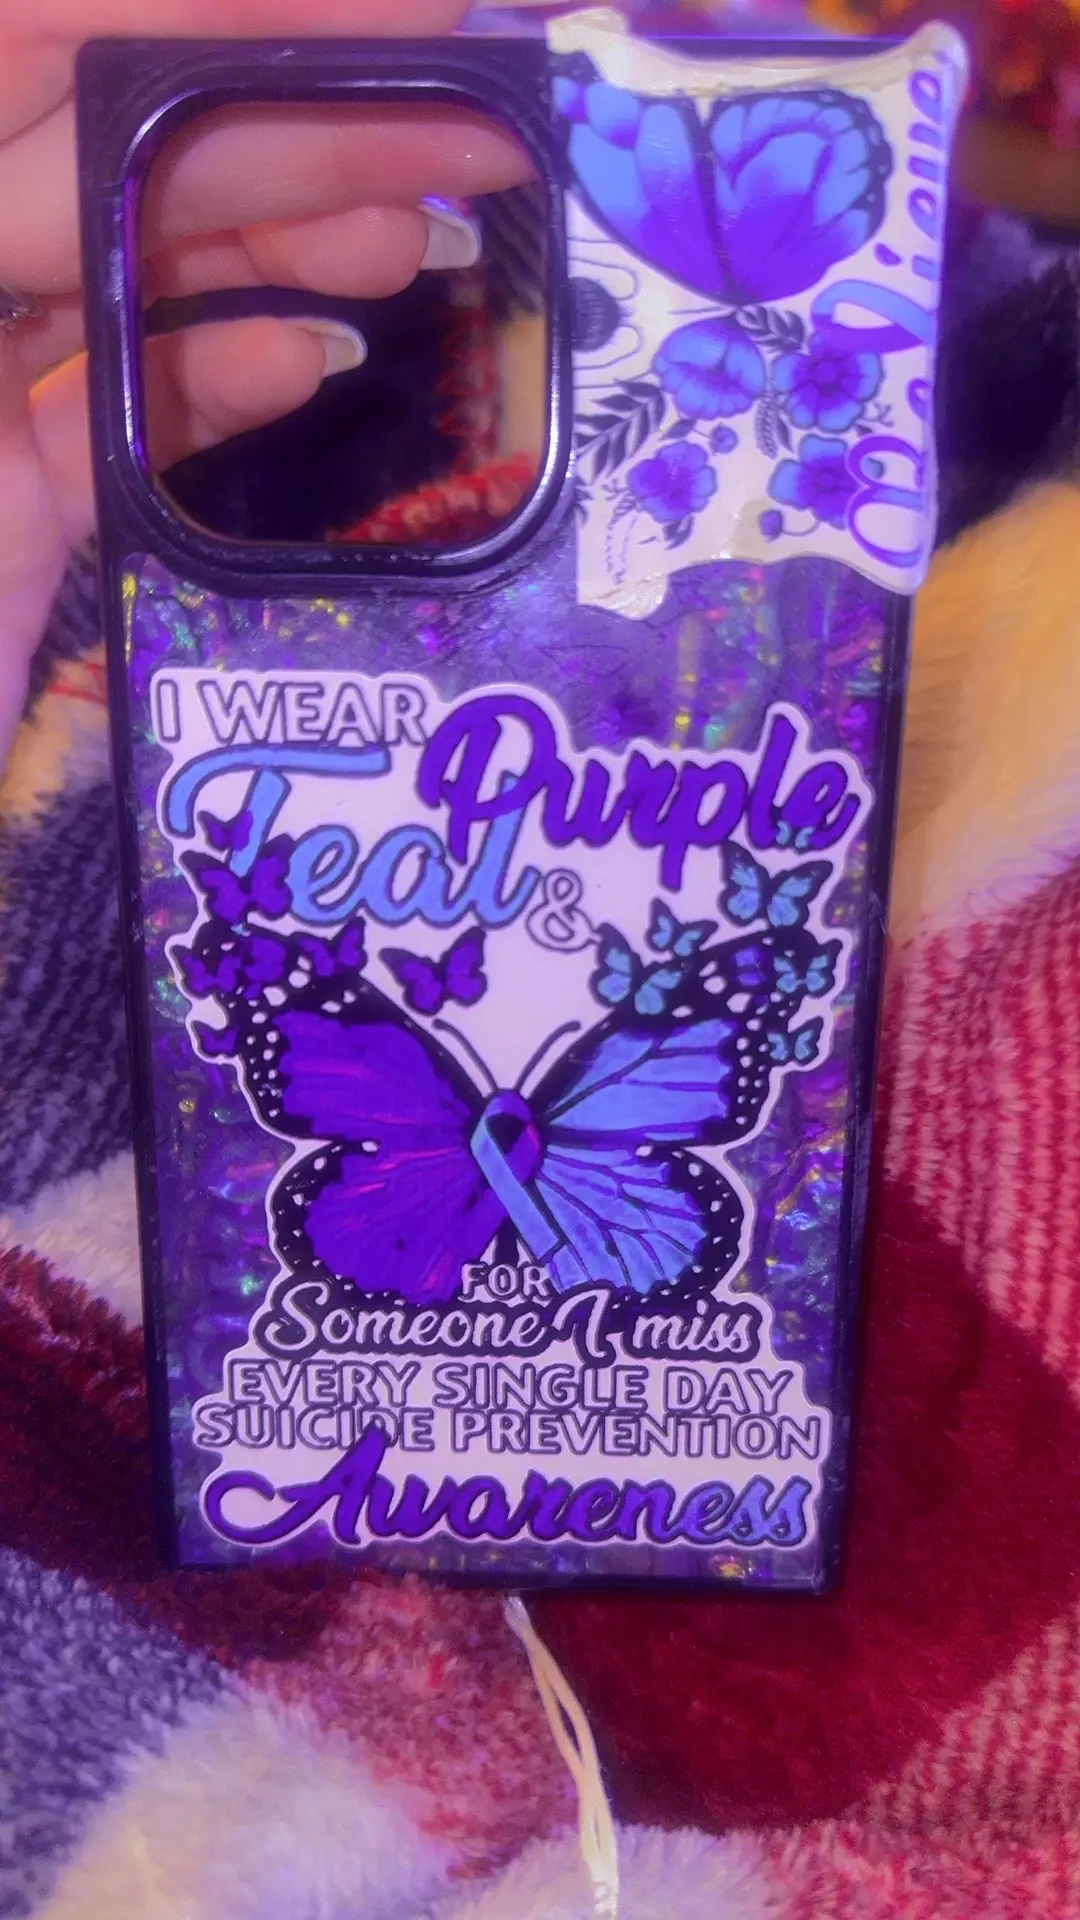 I WEAR Purple
Teal &
FOR
Someone I miss
EVERY SINGLE DAY
SUICIDE PREVENTION
Awareness